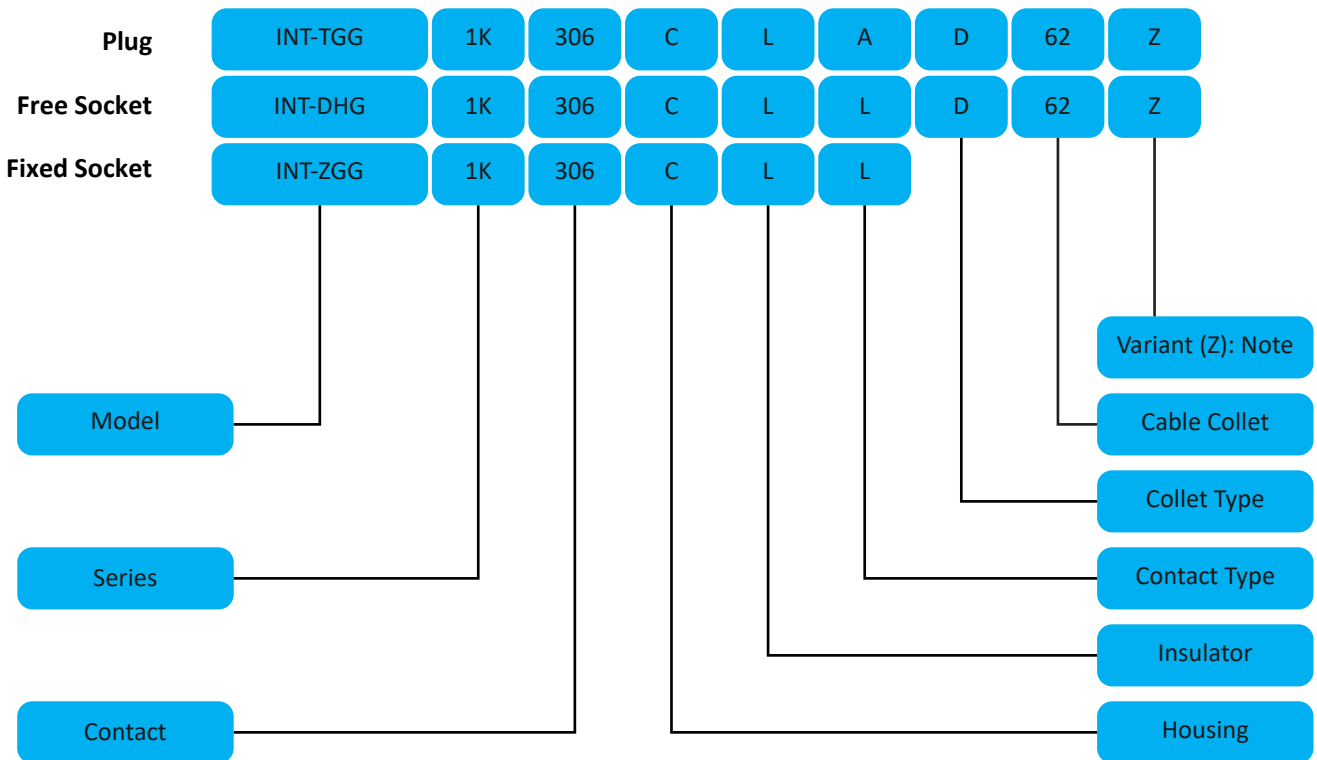 Plug INT-TGG 1K 306 C L A D 62 Z
Free Socket INT-DHG 1K 306 C L L D 62 Z
Fixed Socket INT-ZGG 1K 306 C L L
Variant (Z): Note
Model Cable Collet
Collet Type
Series Contact Type
Insulator
Contact Housing